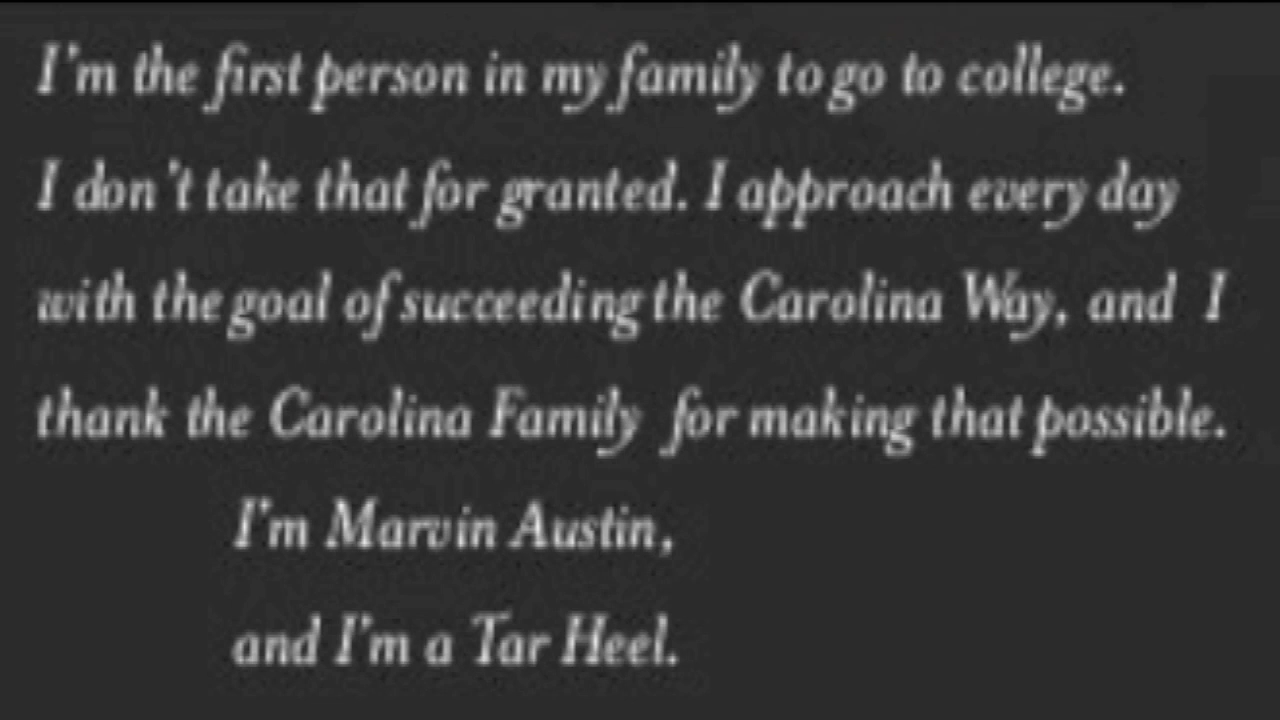 I'm the first person in my family to go to college.
I don't take that for granted. I approach every day
with the goal of succeeding the Carolina Way, and I
thank the Carolina Family for making that possible.
I'm Marvin Austin,
and I'm a Tar Heel.